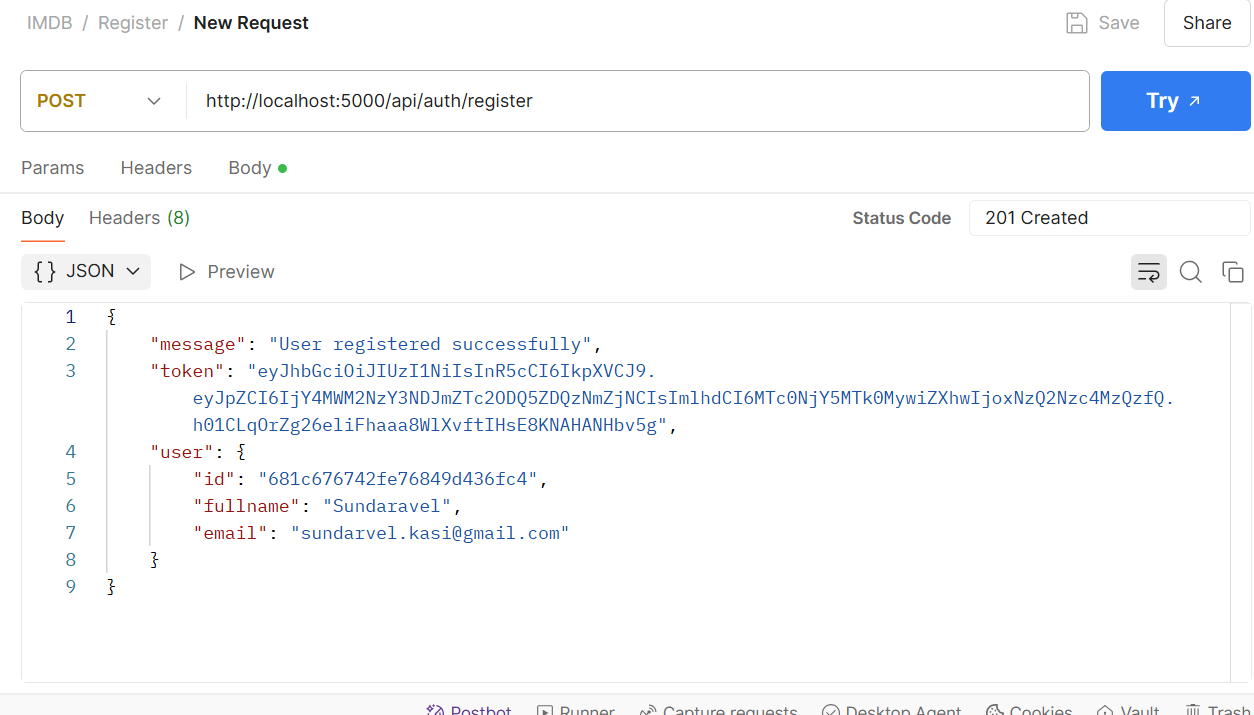 IMDB / Register / New Request
Save
Share
POST
http://localhost:5000/api/auth/register
Try
Params Headers Body
Body Headers (8)
Status Code 201 Created
{} JSON
Preview
1 {
2 "message": "User registered successfully",
3 "token": "eyJhbGciOiJIUzI1NiIsInR5cCI6IkpXVCJ9.
eyJpZCI6IjY4MWM2NzY3NDJmZTc2ODQ5ZDQzNmZjNCIsImlhdCI6MTc0NjY5MTk0MywiZXhwIjoxNzQ2Nzc4MzQzfQ.
h01CLqOrZg26eliFhaaa8WlXvftIHsE8KNAHANHbv5g",
4 "user": {
5 "id": "681c676742fe76849d436fc4",
6 "fullname": "Sundaravel",
7 "email": "sundarvel.kasi@gmail.com"
8 }
9 }
Postbot Runner Capture requests Desktop Agent Cookies Vault Trash